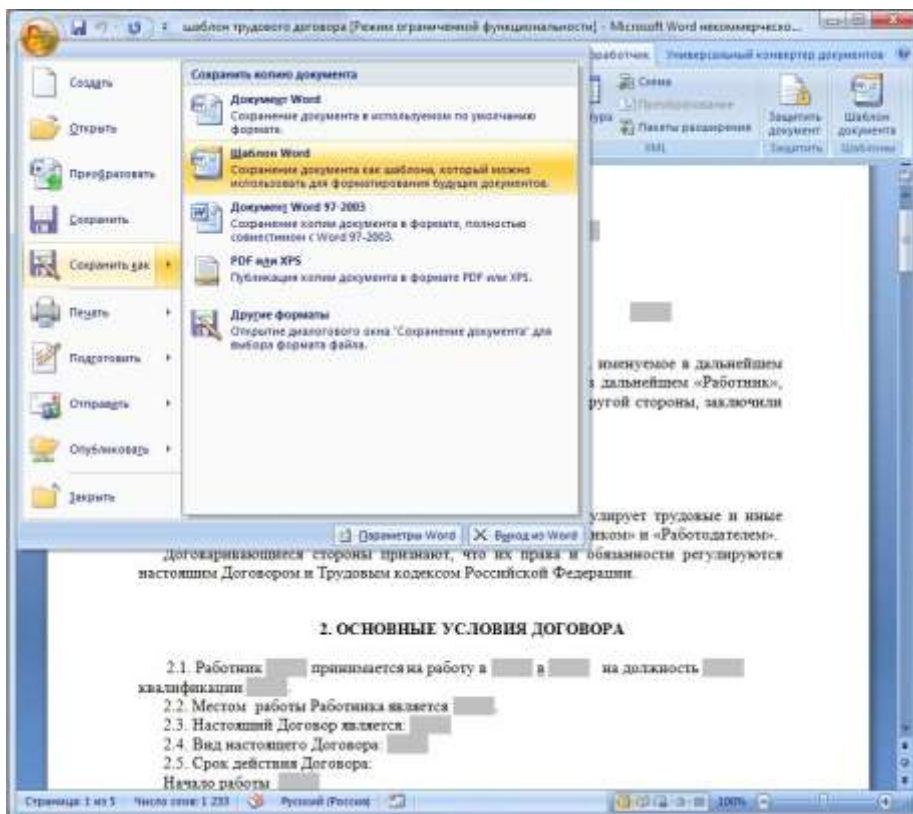 шаблон трудового договора [Режим ограниченной функциональности] - Microsoft Word некоммерческо...
Разработчик Универсальный конвертер документов
Схема
Преобразование
Пакеты расширения
XML
Защитить документ
Защитить
Шаблон документа
Шаблоны
Создать
Открыть
Преобразовать
Сохранить
Сохранить как
Печать
Подготовить
Отправить
Опубликовать
Закрыть
Сохранить копию документа
Документ Word
Сохранение документа в используемом по умолчанию
формате.
Шаблон Word
Сохранение документа как шаблона, который можно
использовать для форматирования будущих документов.
Документ Word 97-2003
Сохранение копии документа в формате, полностью
совместимом с Word 97-2003.
PDF или XPS
Публикация копии документа в формате PDF или XPS.
Другие форматы
Открытие диалогового окна "Сохранение документа" для
выбора формата файла.
Параметры Word Выход из Word
, именуемое в дальнейшем
в дальнейшем «Работник»,
другой стороны, заключили
улирует трудовые и иные
иком» и «Работодателем».
Договаривающиеся стороны признают, что их права и обязанности регулируются
настоящим Договором и Трудовым кодексом Российской Федерации.
2. ОСНОВНЫЕ УСЛОВИЯ ДОГОВОРА
2.1. Работник принимается на работу в в на должность
квалификации .
2.2. Местом работы Работника является .
2.3. Настоящий Договор является:
2.4. Вид настоящего Договора:
2.5. Срок действия Договора:
Начало работы
Страница: 1 из 5 Число слов: 1 233 Русский (Россия) 100%